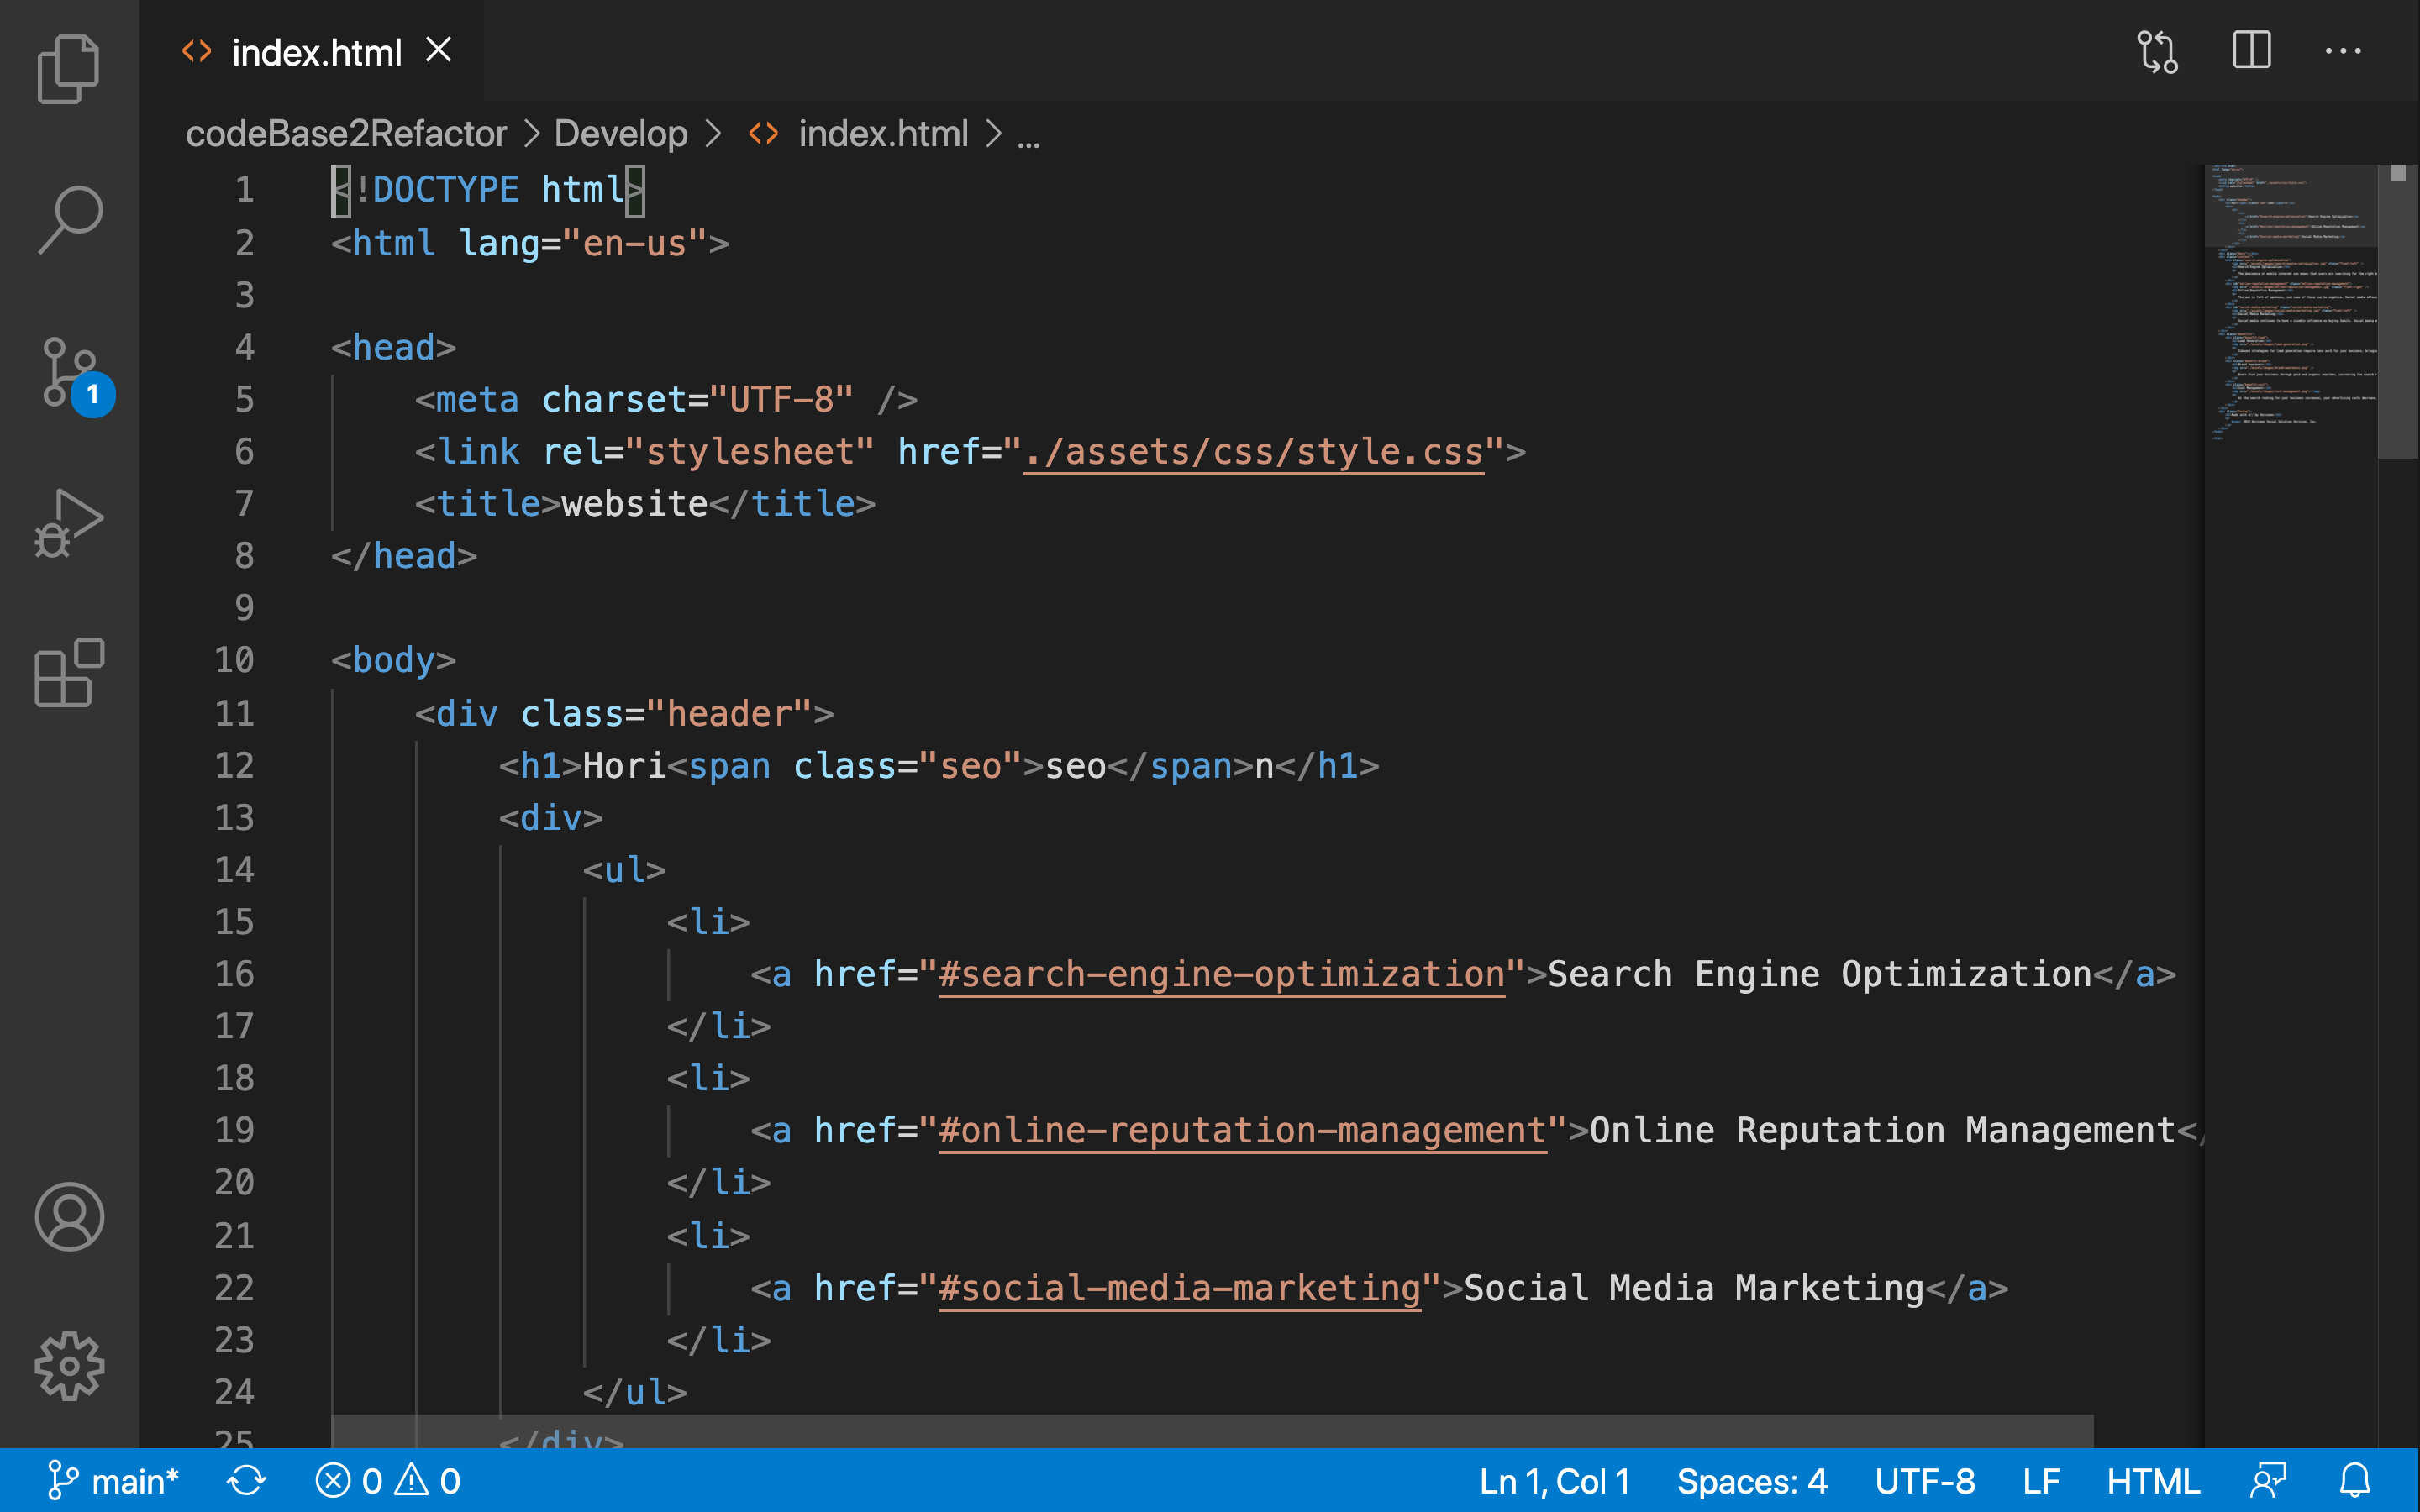 index.html
codeBase2Refactor > Develop > index.html > ...
1 <!DOCTYPE html>
2 <html lang="en-us">
3
4 <head>
5     <meta charset="UTF-8" />
6     <link rel="stylesheet" href="./assets/css/style.css">
7     <title>website</title>
8 </head>
9
10 <body>
11     <div class="header">
12         <h1>Hori<span class="seo">seo</span>n</h1>
13         <div>
14             <ul>
15                 <li>
16                     <a href="#search-engine-optimization">Search Engine Optimization</a>
17                 </li>
18                 <li>
1
19                     <a href="#online-reputation-management">Online Reputation Management</
20                 </li>
21                 <li>
22                     <a href="#social-media-marketing">Social Media Marketing</a>
23                 </li>
24             </ul>
25         </div>
main* 0 0 Ln 1, Col 1 Spaces: 4 UTF-8 LF HTML